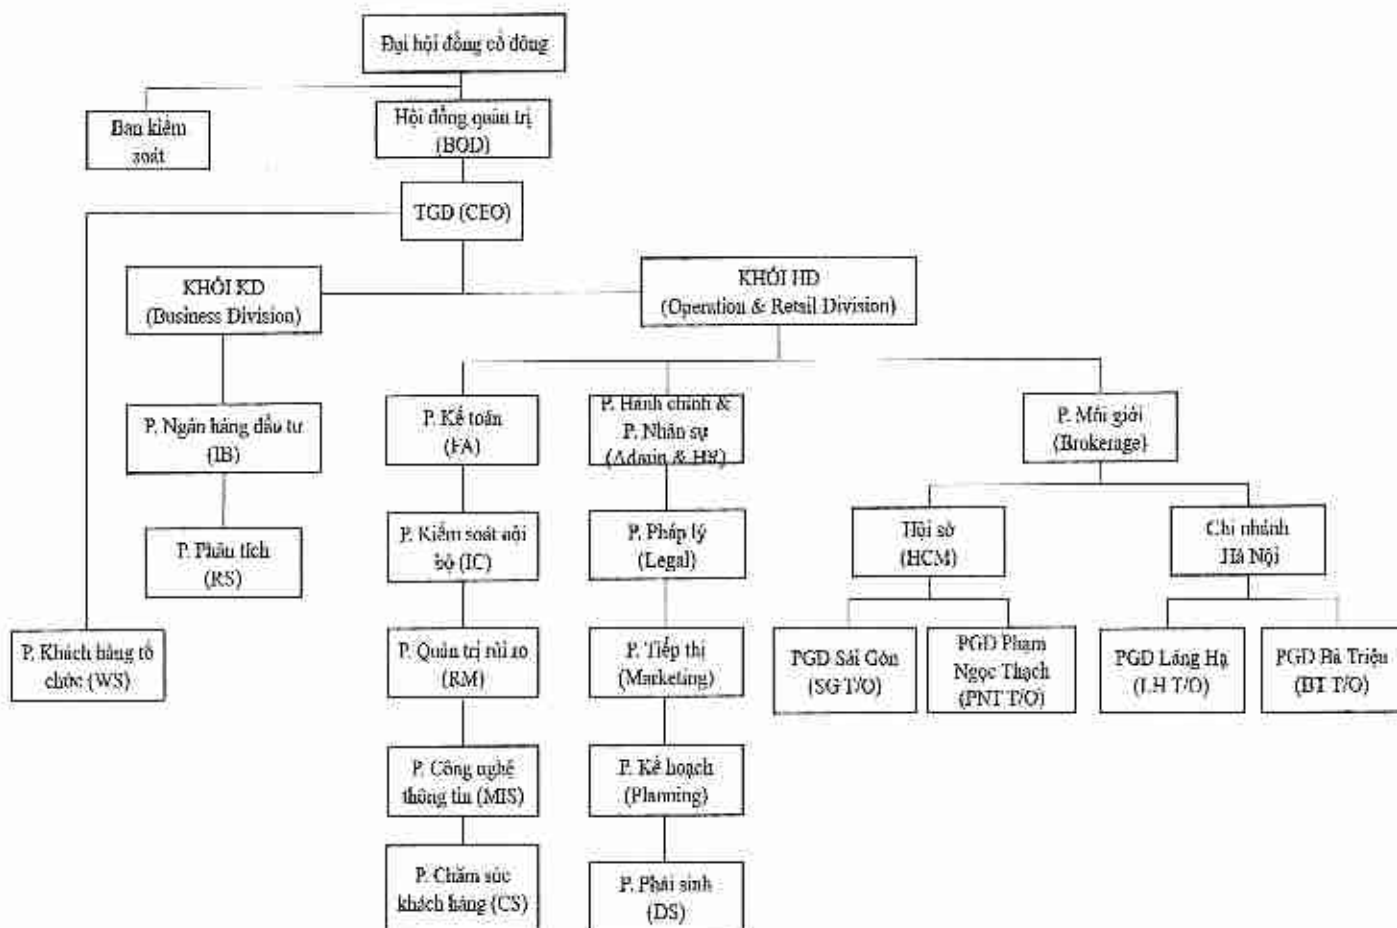 Đại hội đồng cổ đông
Ban kiểm
soát
Hội đồng quản trị
(BOD)
TGĐ (CEO)
KHỐI KD
(Business Division)
KHỐI HĐ
(Operation & Retail Division)
P. Ngân hàng đầu tư
(IB)
P. Kế toán
(FA)
P. Hành chính &
P. Nhân sự
(Admin & HR)
P. Môi giới
(Brokerage)
P. Phân tích
(RS)
P. Kiểm soát nội
bộ (IC)
P. Pháp lý
(Legal)
Hội sở
(HCM)
Chi nhánh
Hà Nội
P. Khách hàng tổ
chức (WS)
P. Quản trị rủi ro
(RM)
P. Tiếp thị
(Marketing)
PGD Sài Gòn
(SG T/O)
PGD Phạm
Ngọc Thạch
(PNT T/O)
PGD Láng Hạ
(LH T/O)
PGD Bà Triệu
(BT T/O)
P. Công nghệ
thông tin (MIS)
P. Kế hoạch
(Planning)
P. Chăm sóc
khách hàng (CS)
P. Phái sinh
(DS)